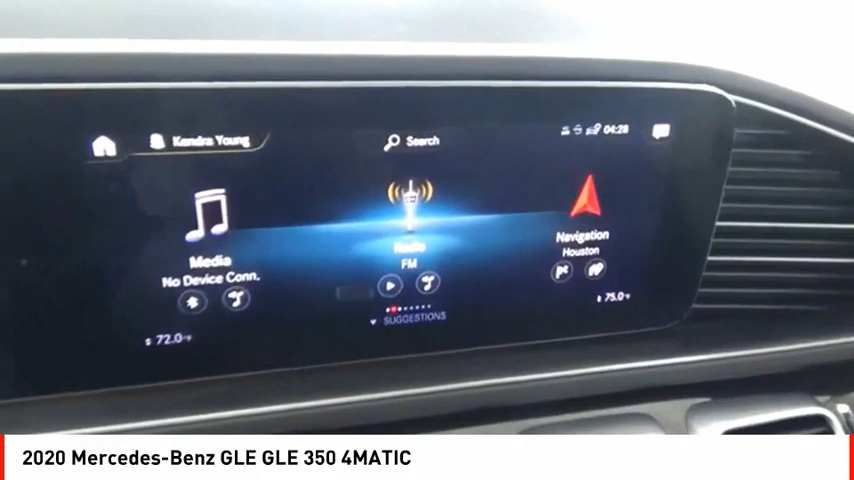 Kendra Young
Search
04:28
Media
No Device Conn.
Radio
FM
Navigation
Houston
SUGGESTIONS
72.0°F
75.0°F
2020 Mercedes-Benz GLE GLE 350 4MATIC